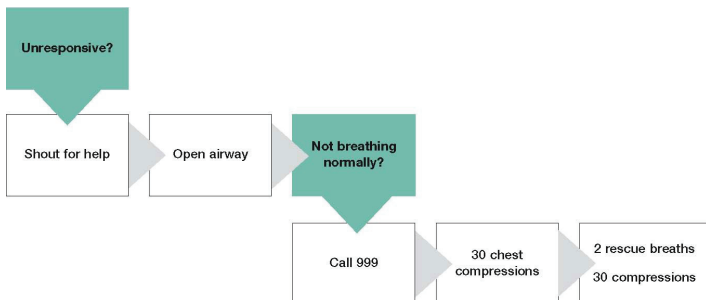 Unresponsive?
Shout for help
Open airway
Not breathing
normally?
Call 999
30 chest
compressions
2 rescue breaths
30 compressions